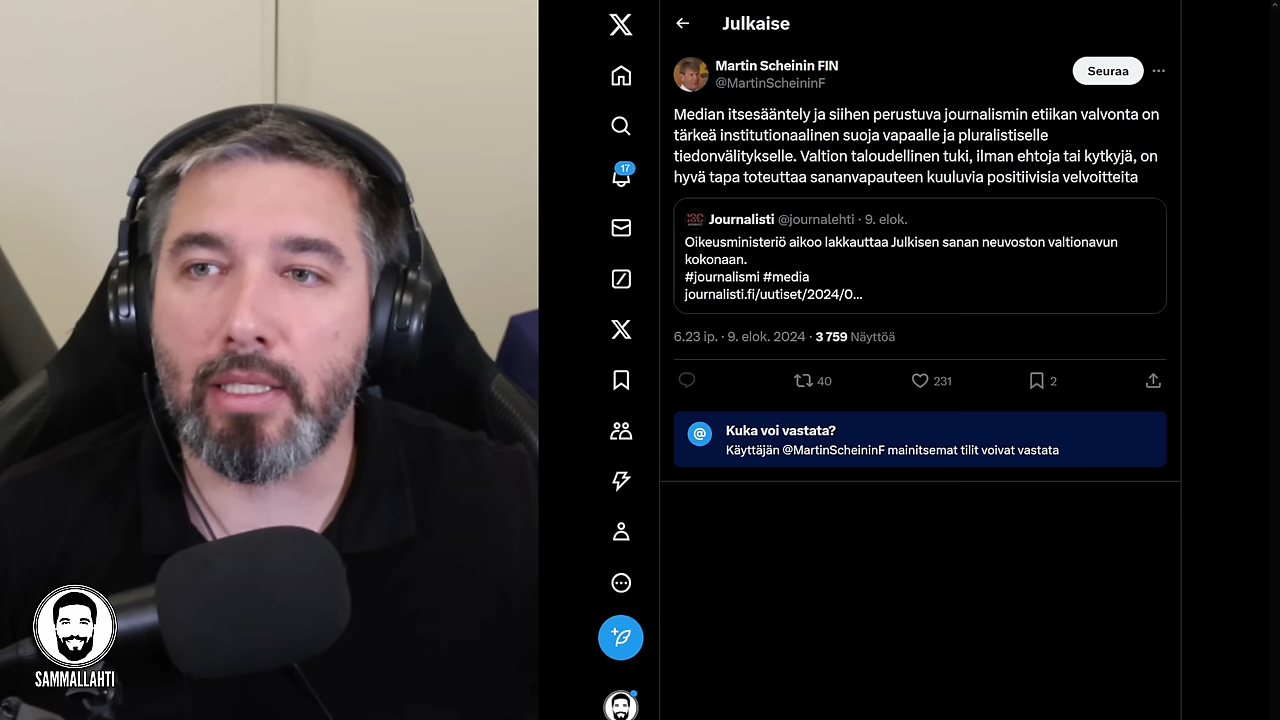 Julkaise
Martin Scheinin FIN
@MartinScheininF
Seuraa
Median itsesääntely ja siihen perustuva journalismin etiikan valvonta on
tärkeä institutionaalinen suoja vapaalle ja pluralistiselle
tiedonvälitykselle. Valtion taloudellinen tuki, ilman ehtoja tai kytkyjä, on
hyvä tapa toteuttaa sananvapauteen kuuluvia positiivisia velvoitteita
Journalisti @journalehti · 9. elok.
Oikeusministeriö aikoo lakkauttaa Julkisen sanan neuvoston valtionavun
kokonaan.
#journalismi #media
journalisti.fi/uutiset/2024/0...
6.23 ip. · 9. elok. 2024 · 3 759 Näyttöä
40
231
2
Kuka voi vastata?
Käyttäjän @MartinScheininF mainitsemat tilit voivat vastata
17
SAMMALLAHTI